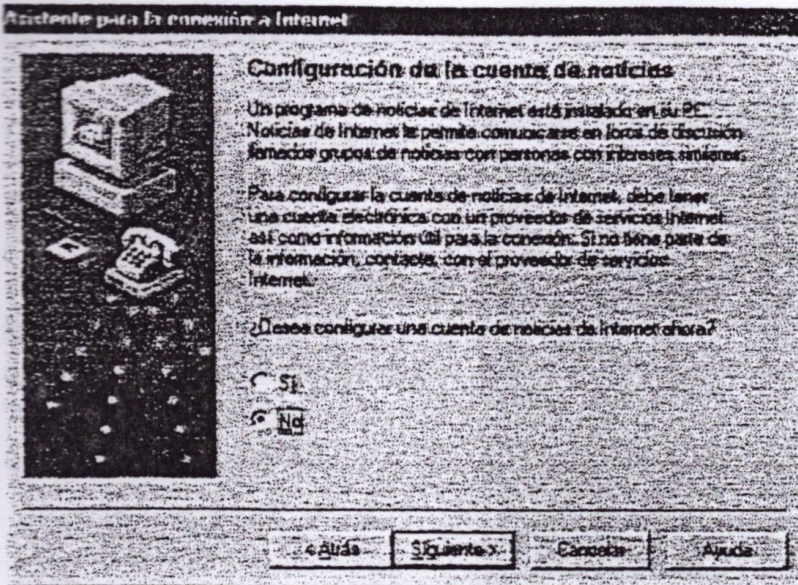 Asistente para la conexión a Internet
Configuración de la cuenta de noticias
Un programa de noticias de Internet está instalado en su PC.
Noticias de Internet le permite comunicarse en foros de discusión
llamados grupos de noticias con personas con intereses similares.
Para configurar la cuenta de noticias de Internet, debe tener
una cuenta electrónica con un proveedor de servicios Internet
así como información útil para la conexión. Si no tiene parte de
la información, contacte, con el proveedor de servicios
Internet.
¿Desea configurar una cuenta de noticias de Internet ahora?
Sí
No
< Atrás
Siguiente >
Cancelar
Ayuda